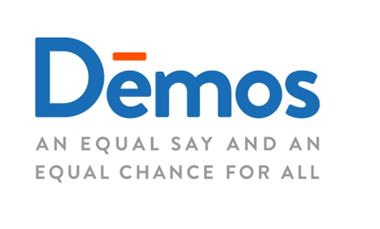 Dēmos
AN EQUAL SAY AND AN
EQUAL CHANCE FOR ALL